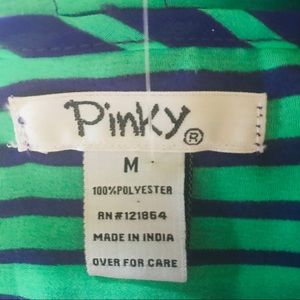 Pinky®
M
100%POLYESTER
RN#121864
MADE IN INDIA
OVER FOR CARE